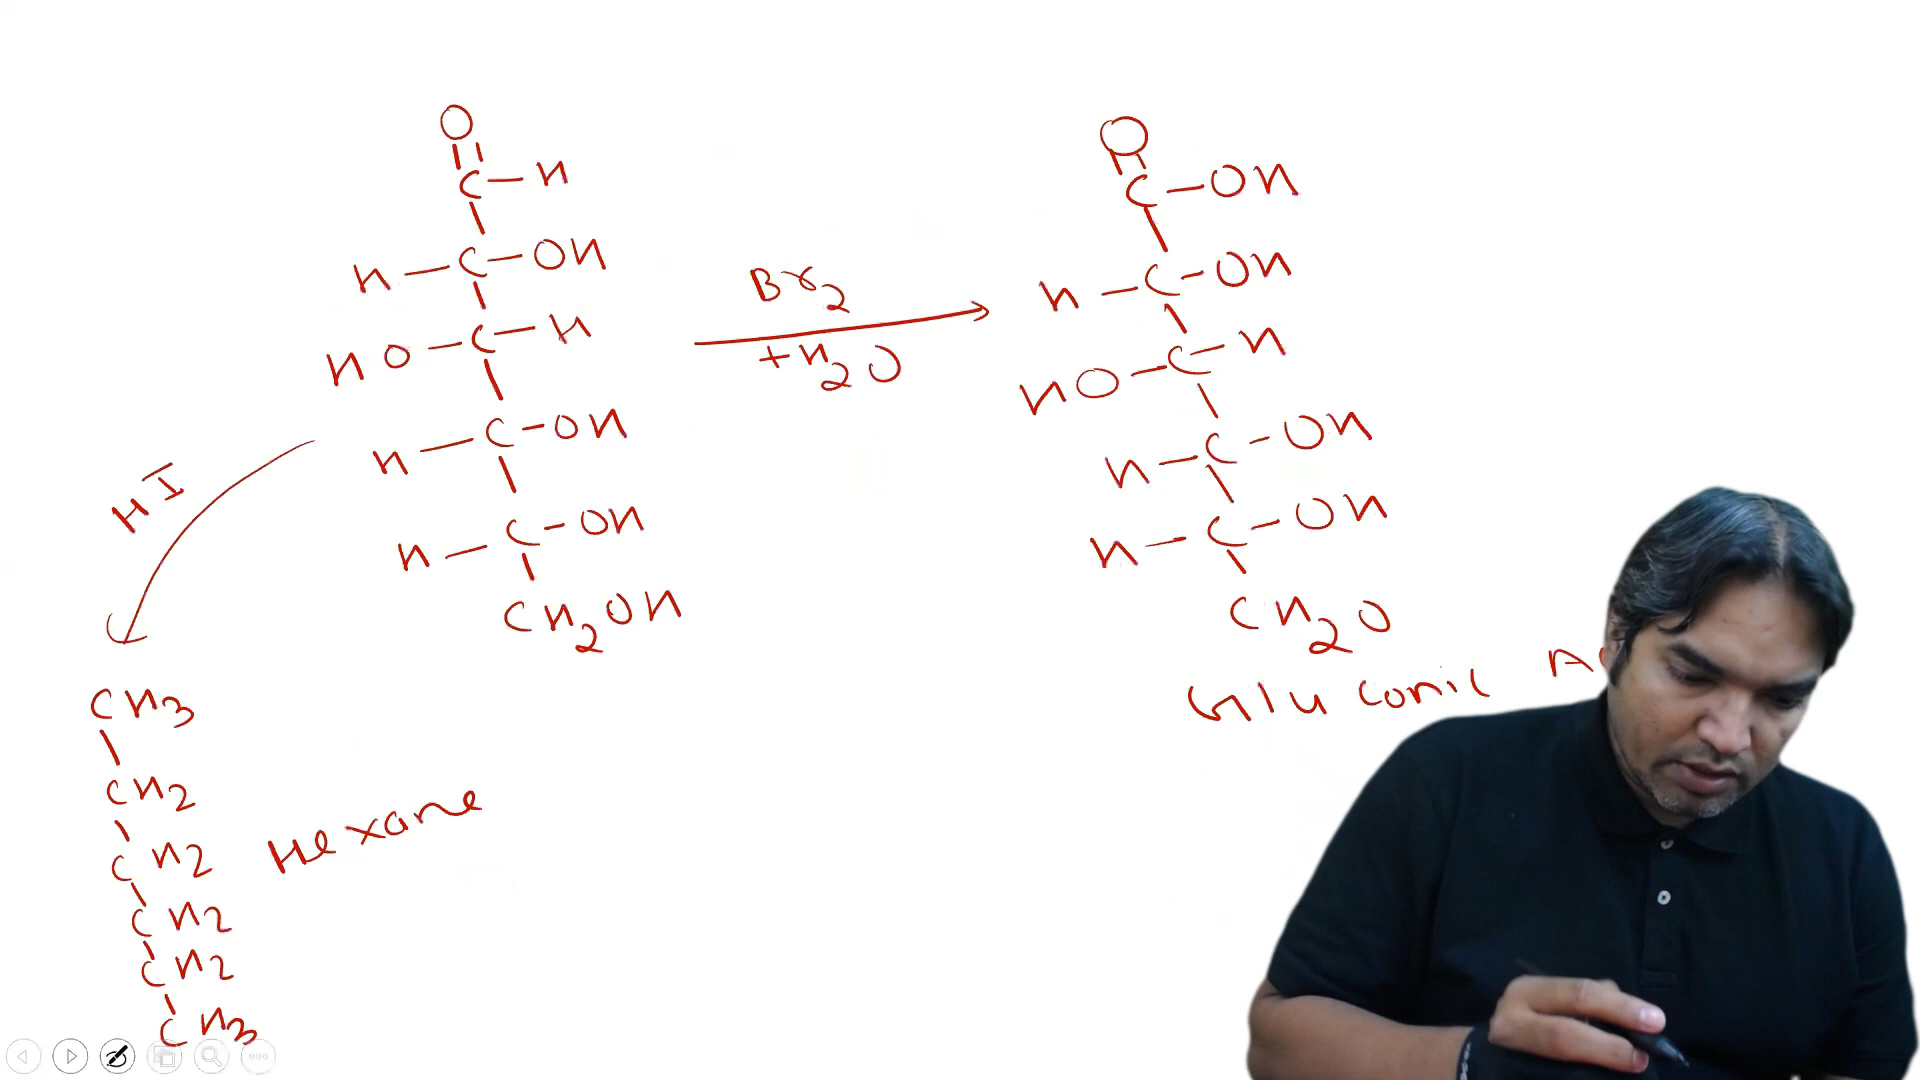 O
C-H
H-C-OH
HO-C-H
H-C-OH
H-C-OH
CH2OH
Br2
+H2O
O
C-OH
H-C-OH
HO-C-H
H-C-OH
H-C-OH
CH2O
Gluconic
HI
CH3
CH2
CH2
CH2
CH2
CH3
Hexane